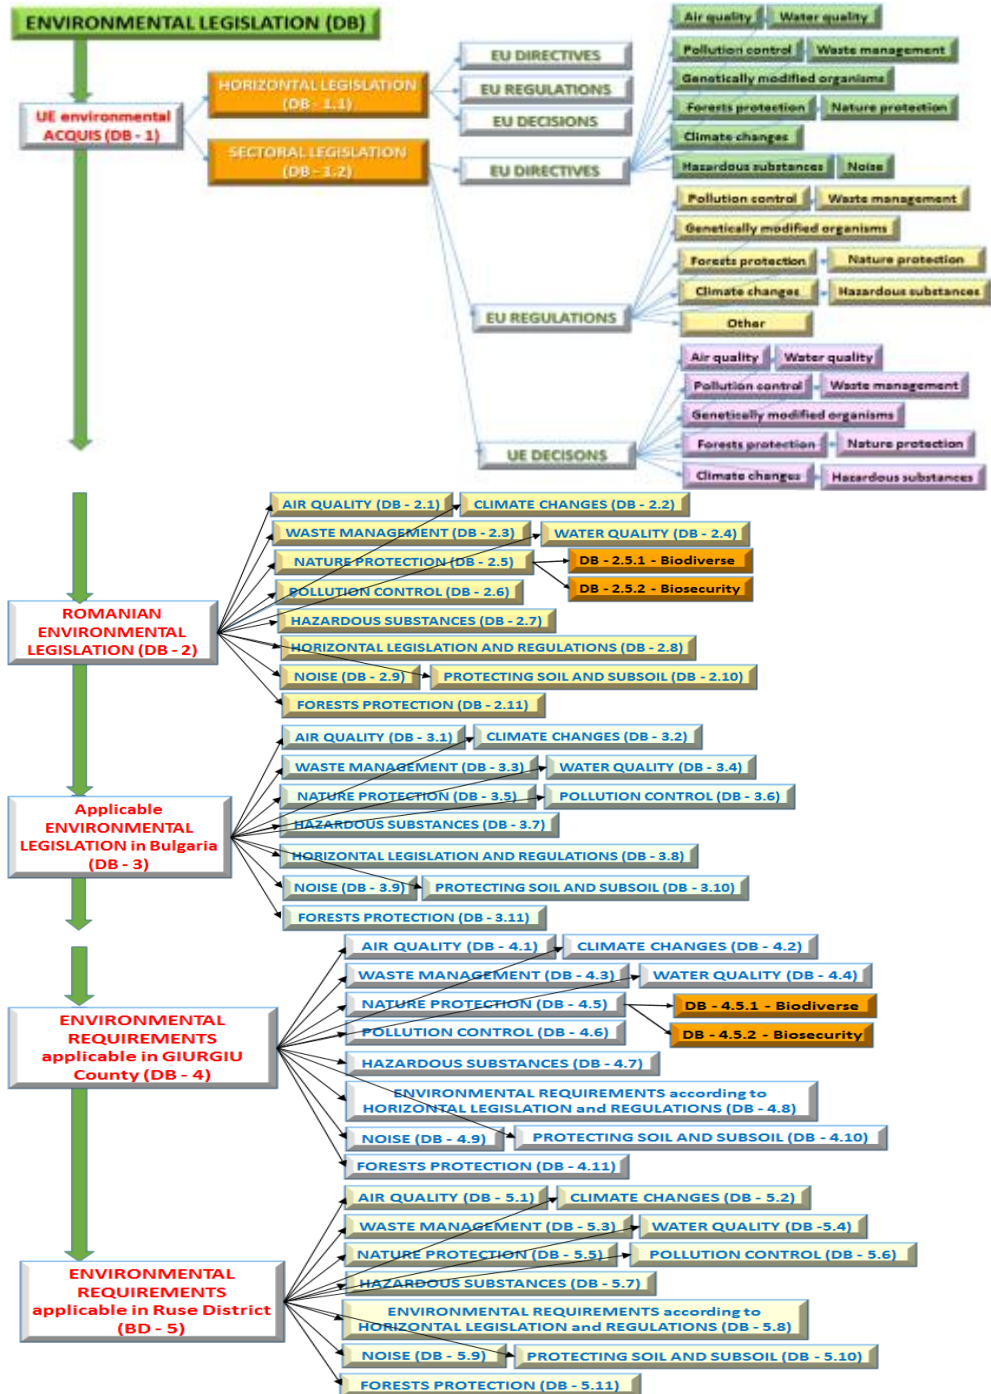 ENVIRONMENTAL LEGISLATION (DB)
UE environmental
ACQUIS (DB - 1)
HORIZONTAL LEGISLATION
(DB - 1.1)
EU DIRECTIVES
EU REGULATIONS
EU DECISIONS
SECTORAL LEGISLATION
(DB - 1.2)
EU DIRECTIVES
Air quality Water quality
Pollution control Waste management
Genetically modified organisms
Forests protection Nature protection
Climate changes
Hazardous substances Noise
EU REGULATIONS
Pollution control Waste management
Genetically modified organisms
Forests protection Nature protection
Climate changes Hazardous substances
Other
UE DECISONS
Air quality Water quality
Pollution control Waste management
Genetically modified organisms
Forests protection Nature protection
Climate changes Hazardous substances
ROMANIAN
ENVIRONMENTAL
LEGISLATION (DB - 2)
AIR QUALITY (DB - 2.1) CLIMATE CHANGES (DB - 2.2)
WASTE MANAGEMENT (DB - 2.3) WATER QUALITY (DB - 2.4)
NATURE PROTECTION (DB - 2.5) DB - 2.5.1 - Biodiverse
DB - 2.5.2 - Biosecurity
POLLUTION CONTROL (DB - 2.6)
HAZARDOUS SUBSTANCES (DB - 2.7)
HORIZONTAL LEGISLATION AND REGULATIONS (DB - 2.8)
NOISE (DB - 2.9) PROTECTING SOIL AND SUBSOIL (DB - 2.10)
FORESTS PROTECTION (DB - 2.11)
Applicable
ENVIRONMENTAL
LEGISLATION in Bulgaria
(DB - 3)
AIR QUALITY (DB - 3.1) CLIMATE CHANGES (DB - 3.2)
WASTE MANAGEMENT (DB - 3.3) WATER QUALITY (DB - 3.4)
NATURE PROTECTION (DB - 3.5) POLLUTION CONTROL (DB - 3.6)
HAZARDOUS SUBSTANCES (DB - 3.7)
HORIZONTAL LEGISLATION AND REGULATIONS (DB - 3.8)
NOISE (DB - 3.9) PROTECTING SOIL AND SUBSOIL (DB - 3.10)
FORESTS PROTECTION (DB - 3.11)
ENVIRONMENTAL
REQUIREMENTS
applicable in GIURGIU
County (DB - 4)
AIR QUALITY (DB - 4.1) CLIMATE CHANGES (DB - 4.2)
WASTE MANAGEMENT (DB - 4.3) WATER QUALITY (DB - 4.4)
NATURE PROTECTION (DB - 4.5) DB - 4.5.1 - Biodiverse
POLLUTION CONTROL (DB - 4.6) DB - 4.5.2 - Biosecurity
HAZARDOUS SUBSTANCES (DB - 4.7)
ENVIRONMENTAL REQUIREMENTS according to
HORIZONTAL LEGISLATION and REGULATIONS (DB - 4.8)
NOISE (DB - 4.9) PROTECTING SOIL AND SUBSOIL (DB - 4.10)
FORESTS PROTECTION (DB - 4.11)
ENVIRONMENTAL
REQUIREMENTS
applicable in Ruse District
(BD - 5)
AIR QUALITY (DB - 5.1) CLIMATE CHANGES (DB - 5.2)
WASTE MANAGEMENT (DB - 5.3) WATER QUALITY (DB -5.4)
NATURE PROTECTION (DB - 5.5) POLLUTION CONTROL (DB - 5.6)
HAZARDOUS SUBSTANCES (DB - 5.7)
ENVIRONMENTAL REQUIREMENTS according to
HORIZONTAL LEGISLATION and REGULATIONS (DB - 5.8)
NOISE (DB - 5.9) PROTECTING SOIL AND SUBSOIL (DB - 5.10)
FORESTS PROTECTION (DB - 5.11)